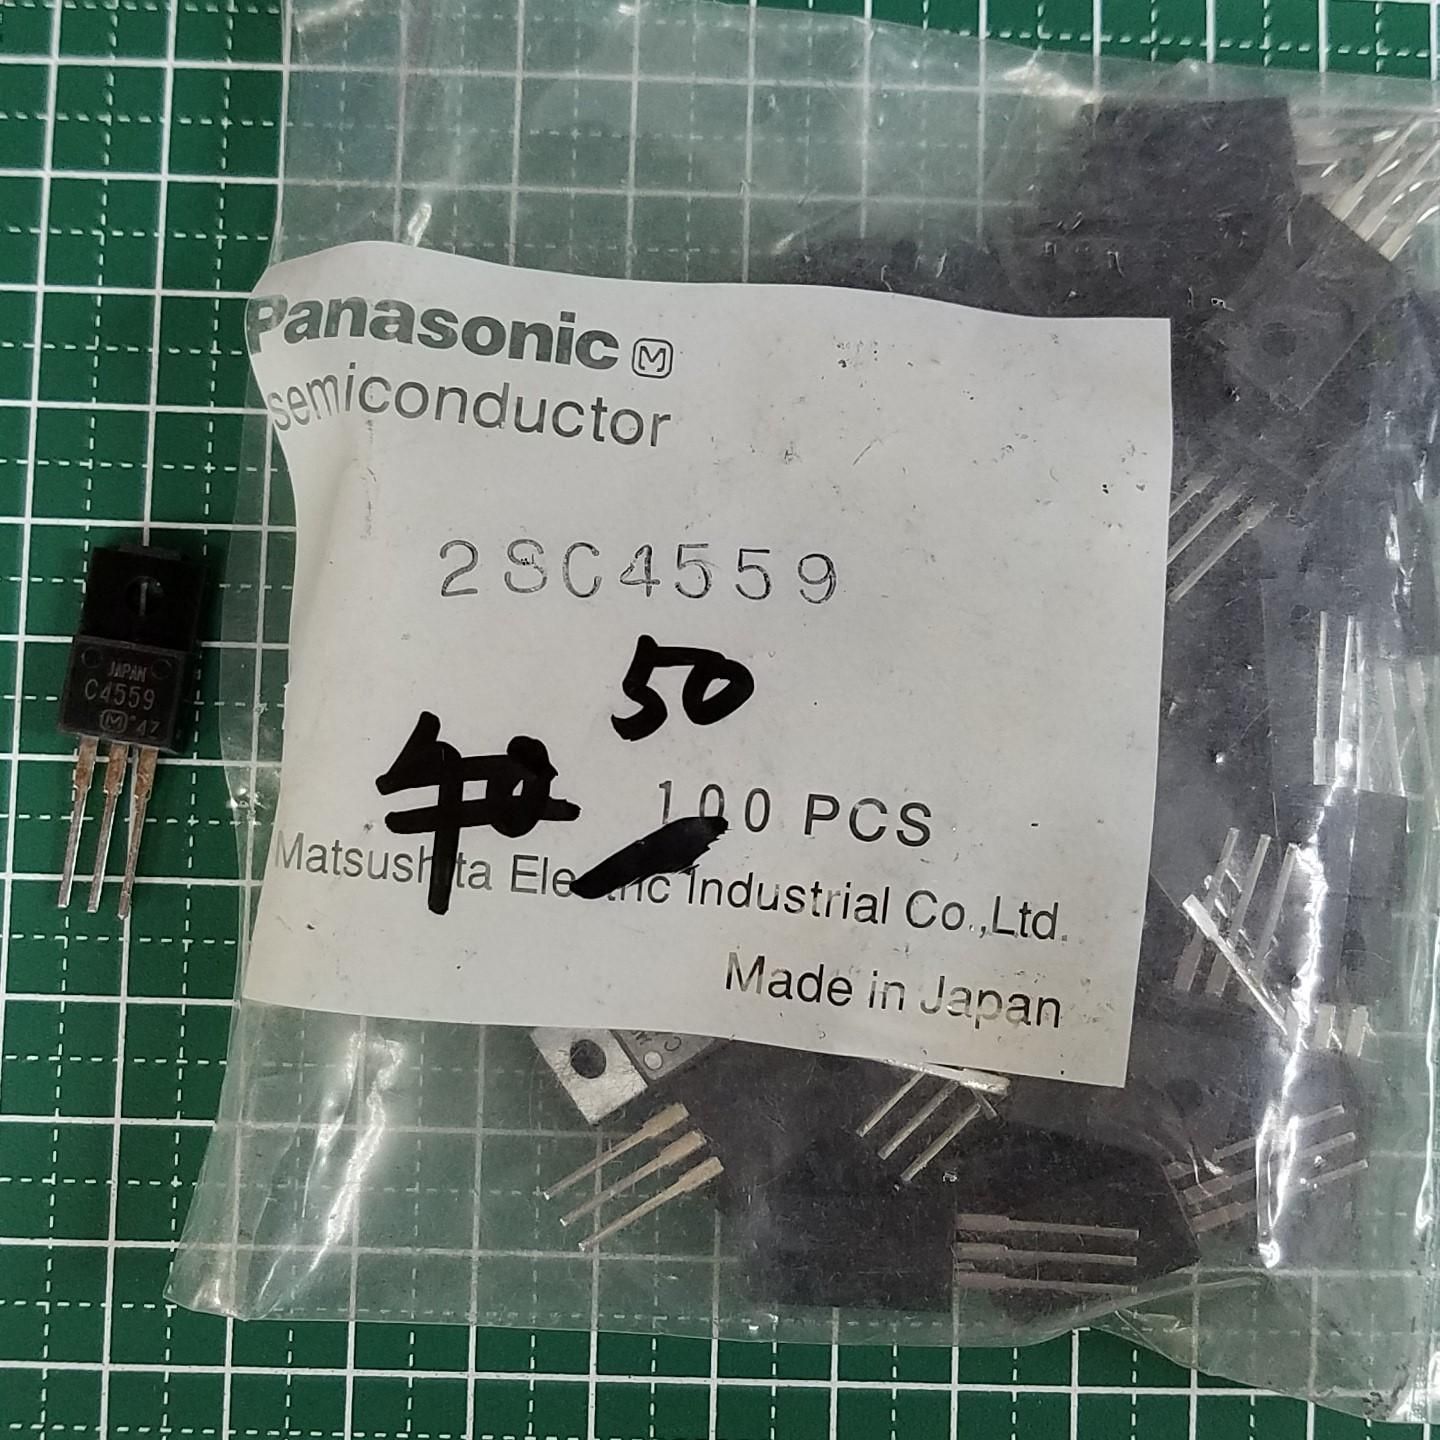 Panasonic M
semiconductor
2SC4559
50
100 PCS
Matsushita Electric Industrial Co.,Ltd.
Made in Japan
JAPAN
C4559
M 47